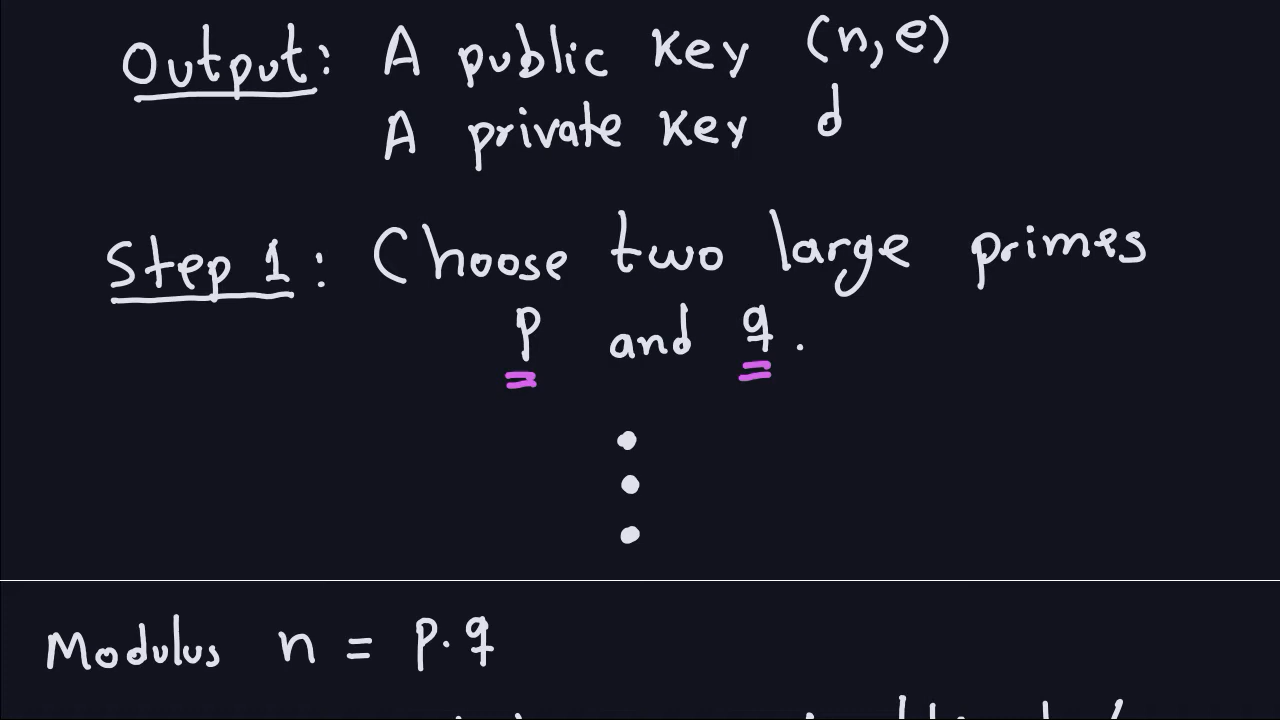 Output: A public key (n, e)
A private key d
Step 1: Choose two large primes
p and q.
Modulus n = p·q